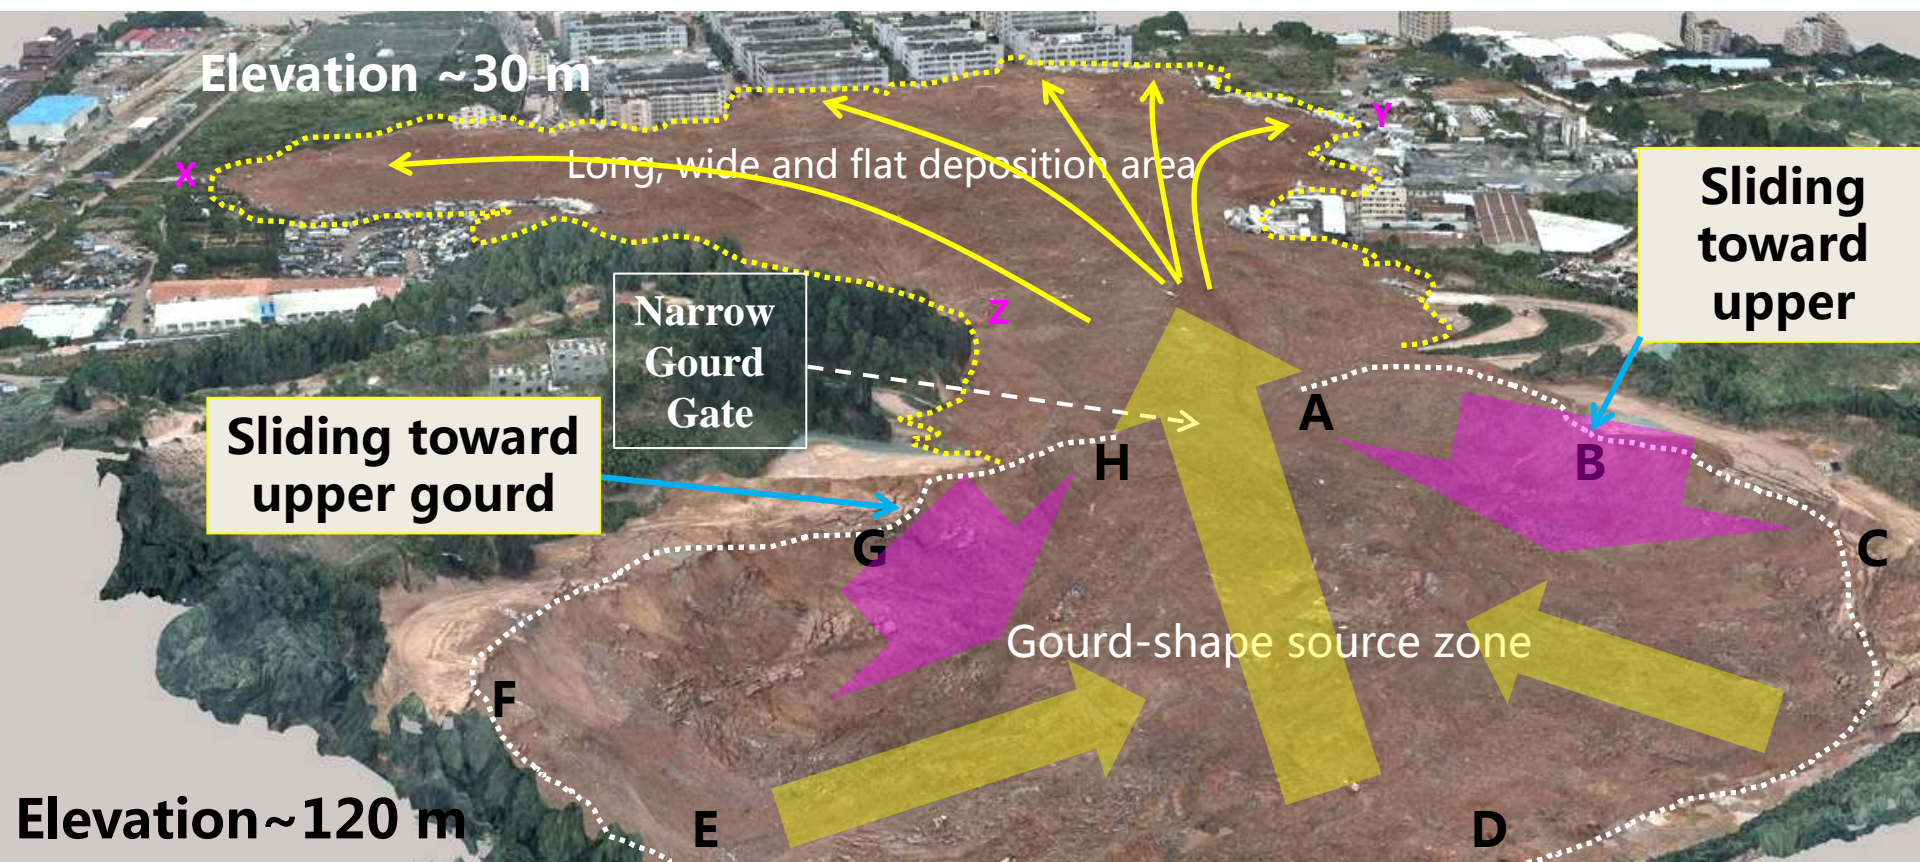 Elevation ~30 m
X
Y
Long, wide and flat deposition area
Sliding
toward
upper
Narrow
Gourd
Gate
Z
Sliding toward
upper gourd
A
B
H
G
C
Gourd-shape source zone
F
E
D
Elevation~120 m